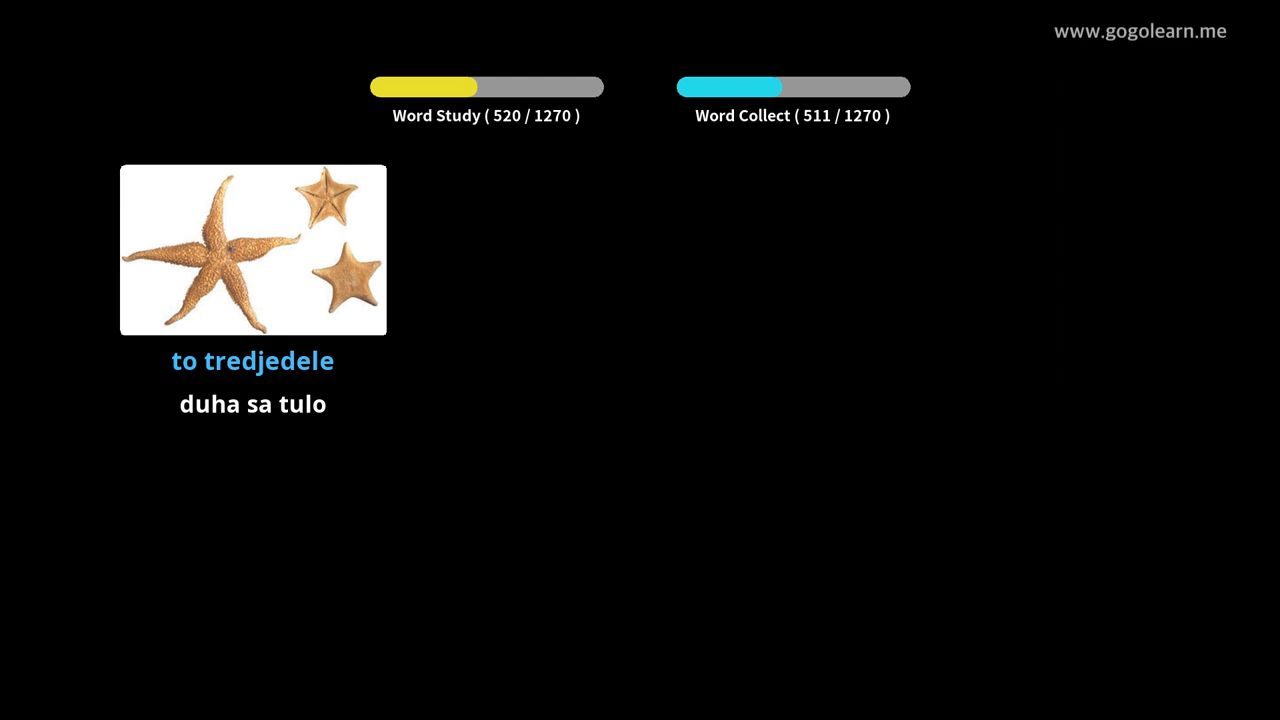 www.gogolearn.me
Word Study ( 520 / 1270 )
Word Collect ( 511 / 1270 )
to tredjedele
duha sa tulo